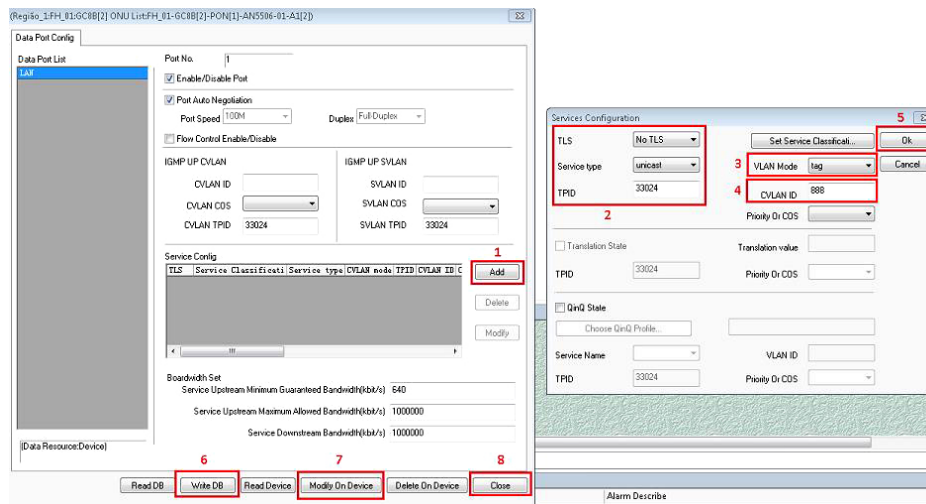 (Região_1:FH_01:GC8B[2] ONU List:FH_01-GC8B[2]-PON[1]-AN5506-01-A1[2])
Data Port Config
Data Port List
LAN
Port No. 1
Enable/Disable Port
Port Auto Negotiation
Port Speed 100M Duplex Full-Duplex
Flow Control Enable/Disable
IGMP UP CVLAN IGMP UP SVLAN
CVLAN ID SVLAN ID
CVLAN COS SVLAN COS
CVLAN TPID 33024 SVLAN TPID 33024
Service Config
1
TLS Service Classificati Service type CVLAN mode TPID CVLAN ID C
Add
Delete
Modify
Boardwidth Set
Service Upstream Minimum Guaranteed Bandwidth(kbit/s) 640
Service Upstream Maximum Allowed Bandwidth(kbit/s) 1000000
Service Downstream Bandwidth(kbit/s) 1000000
(Data Resource:Device)
6 7 8
Read DB Write DB Read Device Modify On Device Delete On Device Close
Services Configuration 5
TLS No TLS Set Service Classificati... Ok
Service type unicast 3 VLAN Mode tag Cancel
TPID 33024 4 CVLAN ID 888
2
Priority Or COS
Translation State Translation value
TPID 33024 Priority Or COS
QinQ State
Choose QinQ Profile...
Service Name VLAN ID
TPID 33024 Priority Or COS
Alarm Describe